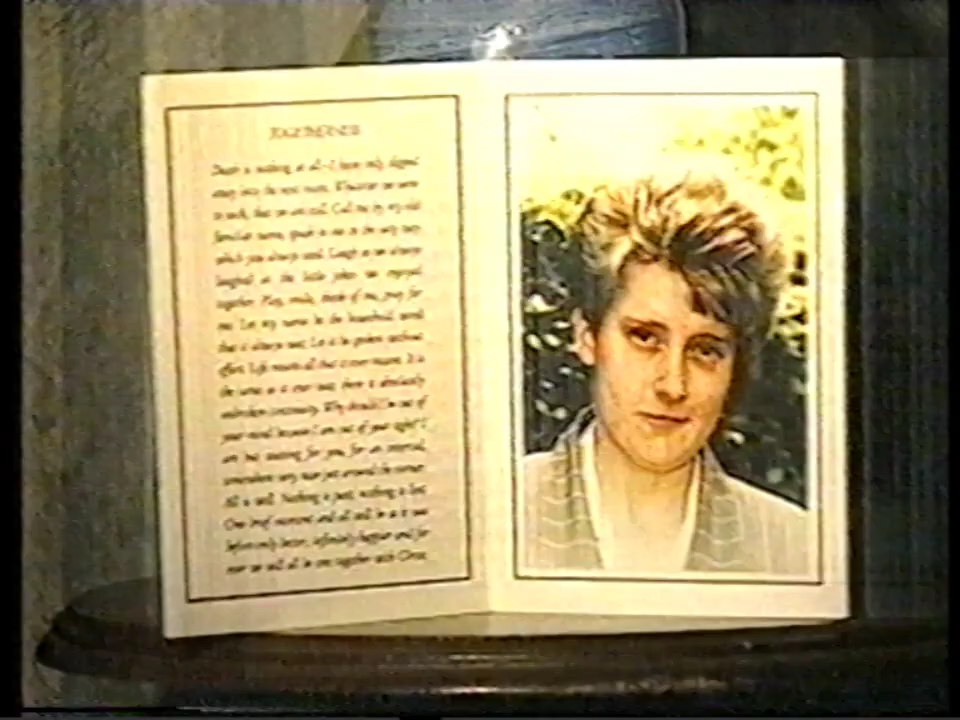 TOGETHERNESS
Death is nothing at all—I have only slipped
away into the next room. Whatever we were
to each, that we are still. Call me by my old
familiar name, speak to me in the easy way
which you always used. Laugh as we always
laughed at the little jokes we enjoyed
together. Play, smile, think of me, pray for
me. Let my name be the household word
that it always was. Let it be spoken without
effort. Life means all that it ever meant. It is
the same as it ever was; there is absolutely
unbroken continuity. Why should I be out of
your mind because I am out of your sight? I
am but waiting for you, for an interval,
somewhere very near just around the corner.
All is well. Nothing is past, nothing is lost.
One brief moment and all will be as it was
before only better, infinitely happier and for
ever we will all be one together with Christ.